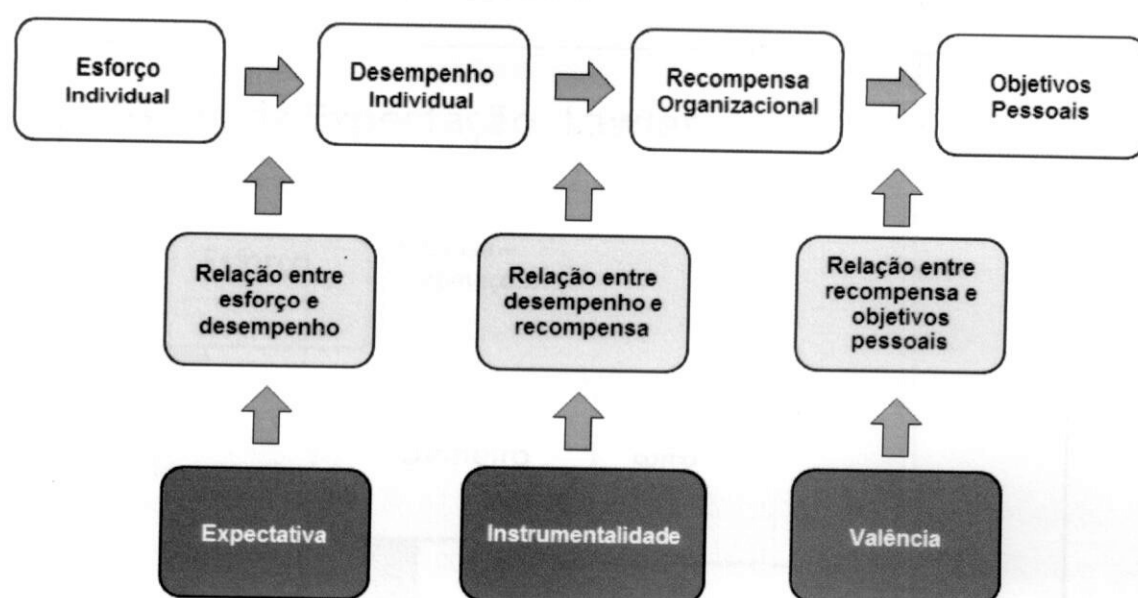 Esforço
Individual
Desempenho
Individual
Recompensa
Organizacional
Objetivos
Pessoais
Relação entre
esforço e
desempenho
Relação entre
desempenho e
recompensa
Relação entre
recompensa e
objetivos
pessoais
Expectativa
Instrumentalidade
Valência